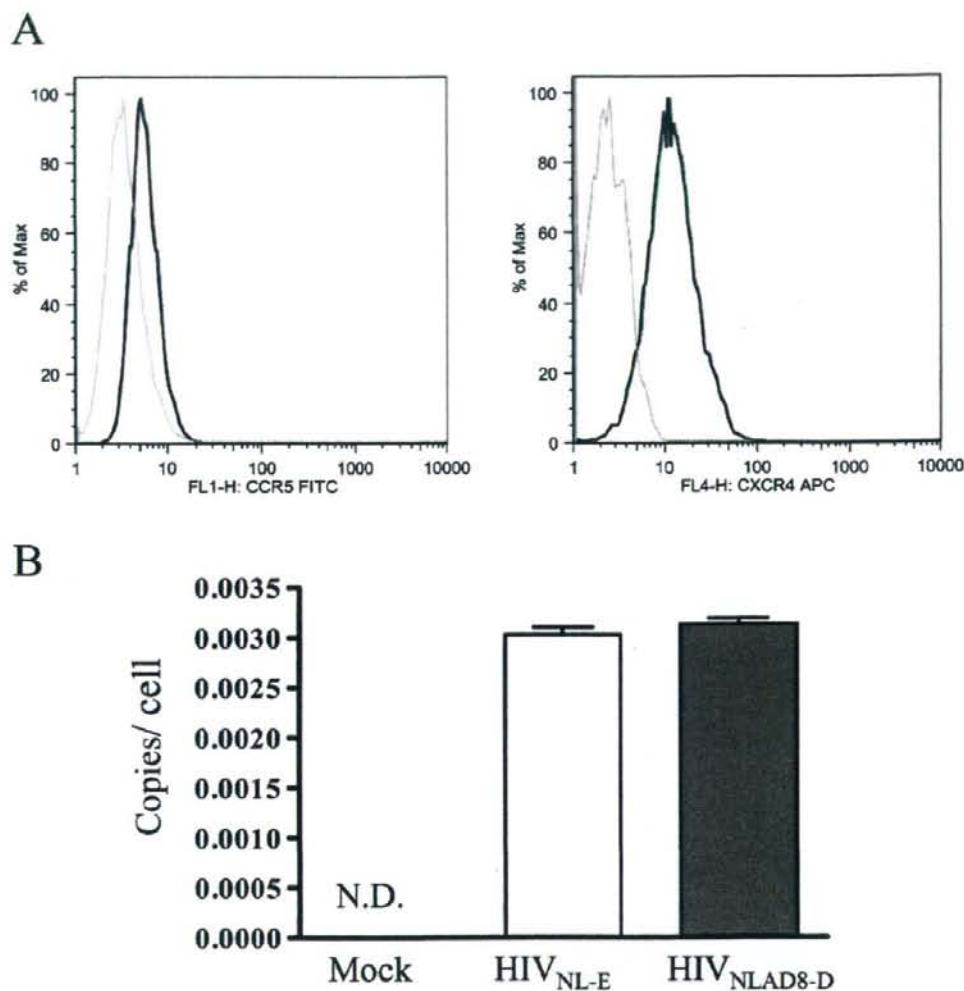 A
100
80
60
40
20
0
% of Max
1 10 100 1000 10000
FL1-H: CCR5 FITC
100
80
60
40
20
0
% of Max
1 10 100 1000 10000
FL4-H: CXCR4 APC
B
0.0035
0.0030
0.0025
0.0020
0.0015
0.0010
0.0005
0.0000
Copies/ cell
N.D.
Mock HIVNL-E HIVNLAD8-D